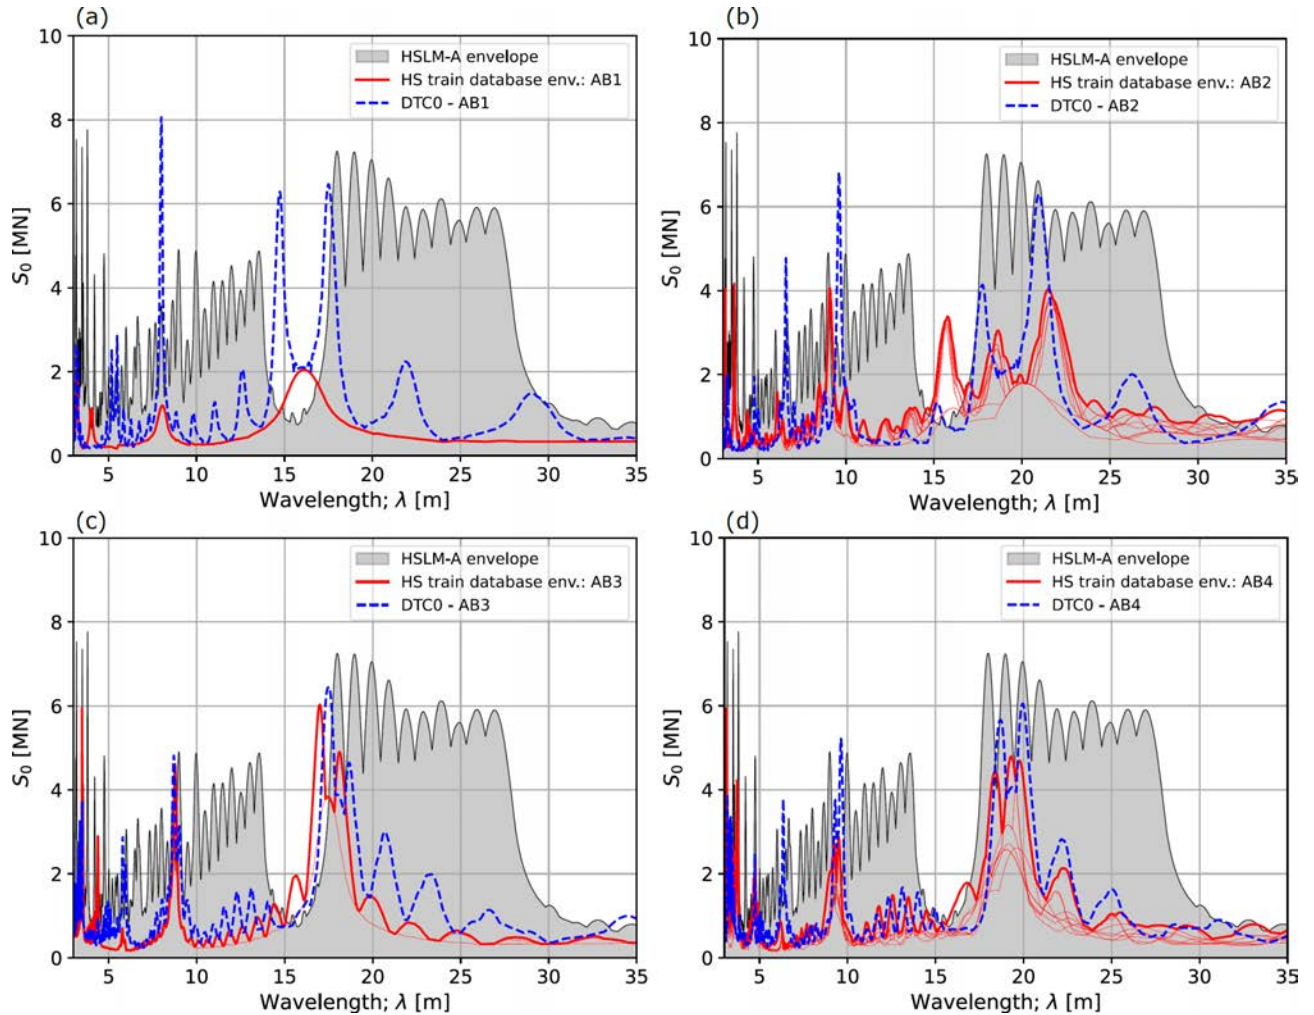 (a)
10
8
6
4
2
0
S₀ [MN]
HSLM-A envelope
HS train database env.: AB1
DTC0 - AB1
5 10 15 20 25 30 35
Wavelength; λ [m]
(b)
10
8
6
4
2
0
S₀ [MN]
HSLM-A envelope
HS train database env.: AB2
DTC0 - AB2
5 10 15 20 25 30 35
Wavelength; λ [m]
(c)
10
8
6
4
2
0
S₀ [MN]
HSLM-A envelope
HS train database env.: AB3
DTC0 - AB3
5 10 15 20 25 30 35
Wavelength; λ [m]
(d)
10
8
6
4
2
0
S₀ [MN]
HSLM-A envelope
HS train database env.: AB4
DTC0 - AB4
5 10 15 20 25 30 35
Wavelength; λ [m]